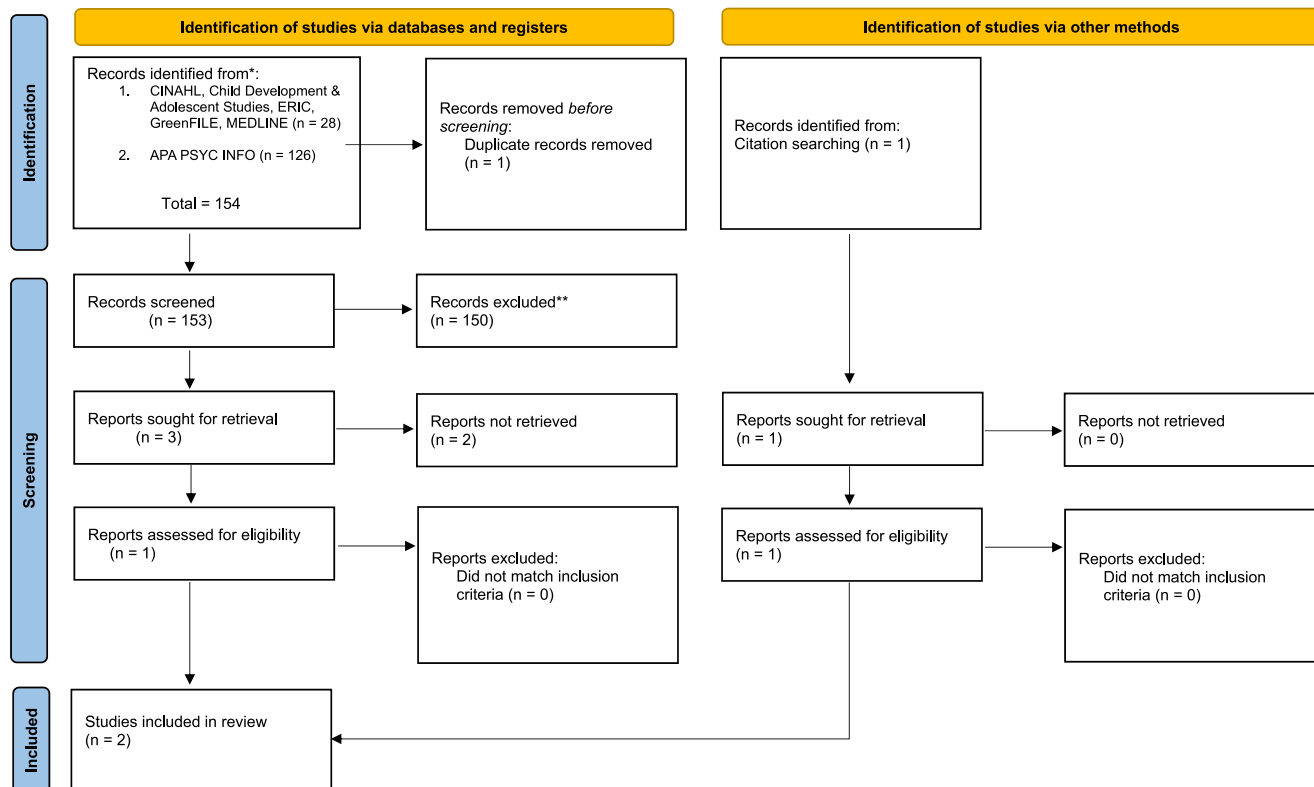 Identification of studies via databases and registers
Identification of studies via other methods
Identification
Records identified from*:
1. CINAHL, Child Development &
Adolescent Studies, ERIC,
GreenFILE, MEDLINE (n = 28)
2. APA PSYC INFO (n = 126)
Total = 154
Records removed before
screening:
Duplicate records removed
(n = 1)
Records identified from:
Citation searching (n = 1)
Screening
Records screened
(n = 153)
Records excluded**
(n = 150)
Reports sought for retrieval
(n = 3)
Reports not retrieved
(n = 2)
Reports sought for retrieval
(n = 1)
Reports not retrieved
(n = 0)
Reports assessed for eligibility
(n = 1)
Reports excluded:
Did not match inclusion
criteria (n = 0)
Reports assessed for eligibility
(n = 1)
Reports excluded:
Did not match inclusion
criteria (n = 0)
Included
Studies included in review
(n = 2)